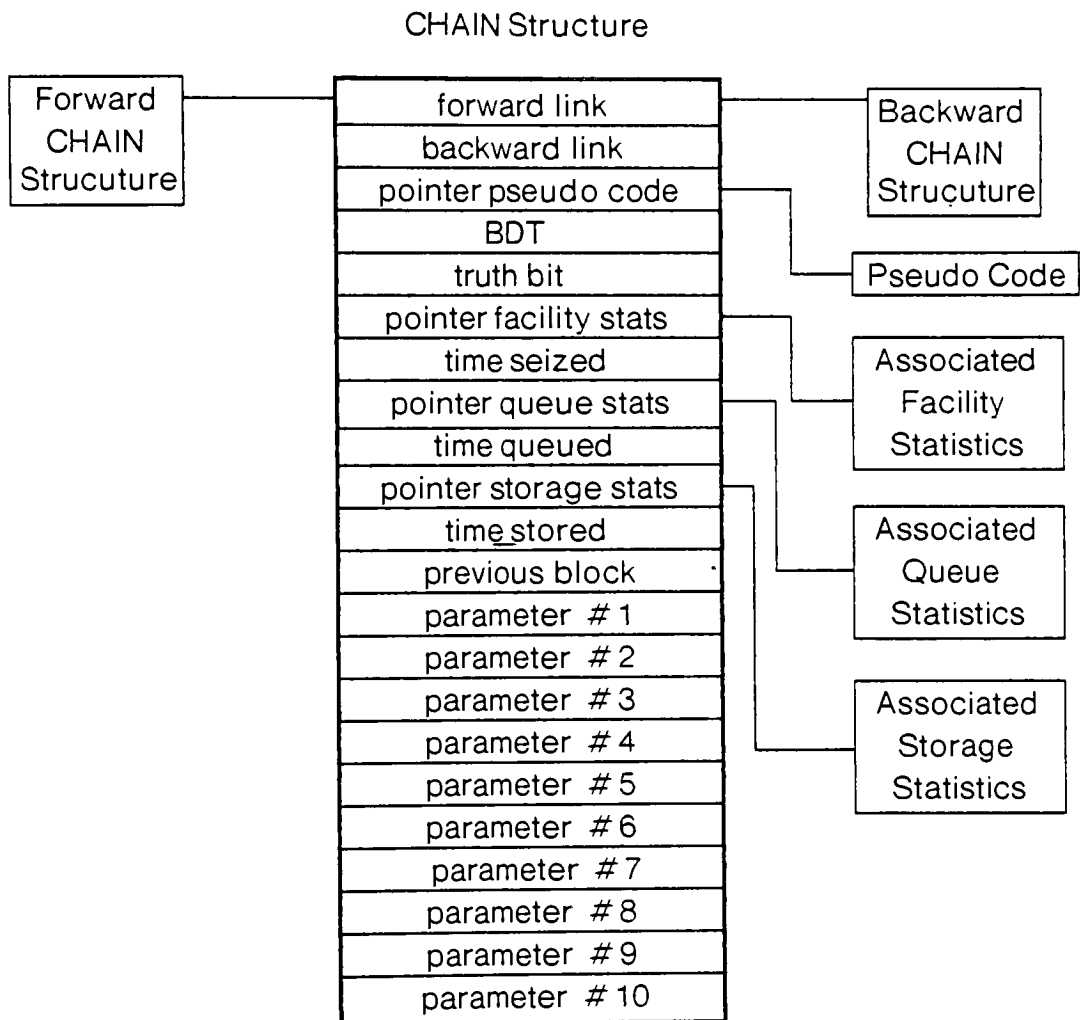 CHAIN Structure
Forward
CHAIN
Strucuture
forward link
backward link
pointer pseudo code
BDT
truth bit
pointer facility stats
time seized
pointer queue stats
time queued
pointer storage stats
time stored
previous block
parameter # 1
parameter # 2
parameter # 3
parameter # 4
parameter # 5
parameter # 6
parameter # 7
parameter # 8
parameter # 9
parameter # 10
Backward
CHAIN
Strucuture
Pseudo Code
Associated
Facility
Statistics
Associated
Queue
Statistics
Associated
Storage
Statistics